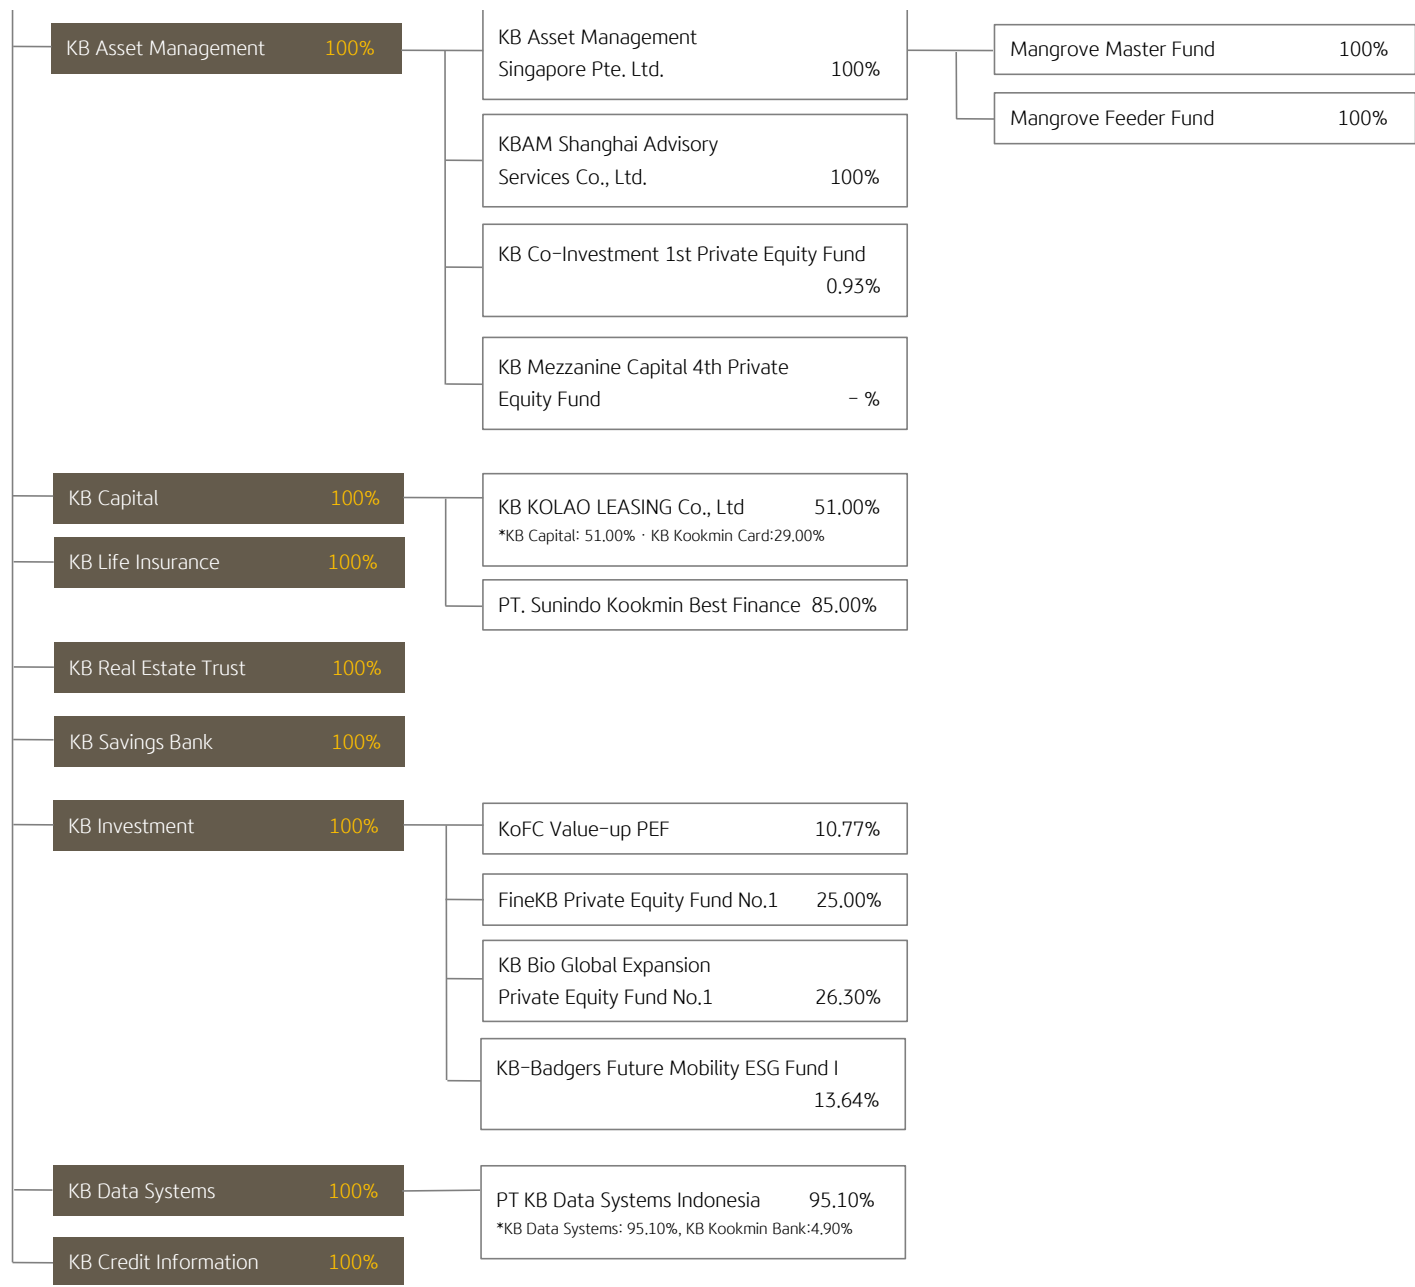 KB Asset Management 100%
KB Asset Management
Singapore Pte. Ltd. 100%
Mangrove Master Fund 100%
Mangrove Feeder Fund 100%
KBAM Shanghai Advisory
Services Co., Ltd. 100%
KB Co-Investment 1st Private Equity Fund
0.93%
KB Mezzanine Capital 4th Private
Equity Fund - %
KB Capital 100%
KB KOLAO LEASING Co., Ltd 51.00%
*KB Capital: 51.00% · KB Kookmin Card:29.00%
PT. Sunindo Kookmin Best Finance 85.00%
KB Life Insurance 100%
KB Real Estate Trust 100%
KB Savings Bank 100%
KB Investment 100%
KoFC Value-up PEF 10.77%
FineKB Private Equity Fund No.1 25.00%
KB Bio Global Expansion
Private Equity Fund No.1 26.30%
KB-Badgers Future Mobility ESG Fund I
13.64%
KB Data Systems 100%
PT KB Data Systems Indonesia 95.10%
*KB Data Systems: 95.10%, KB Kookmin Bank:4.90%
KB Credit Information 100%